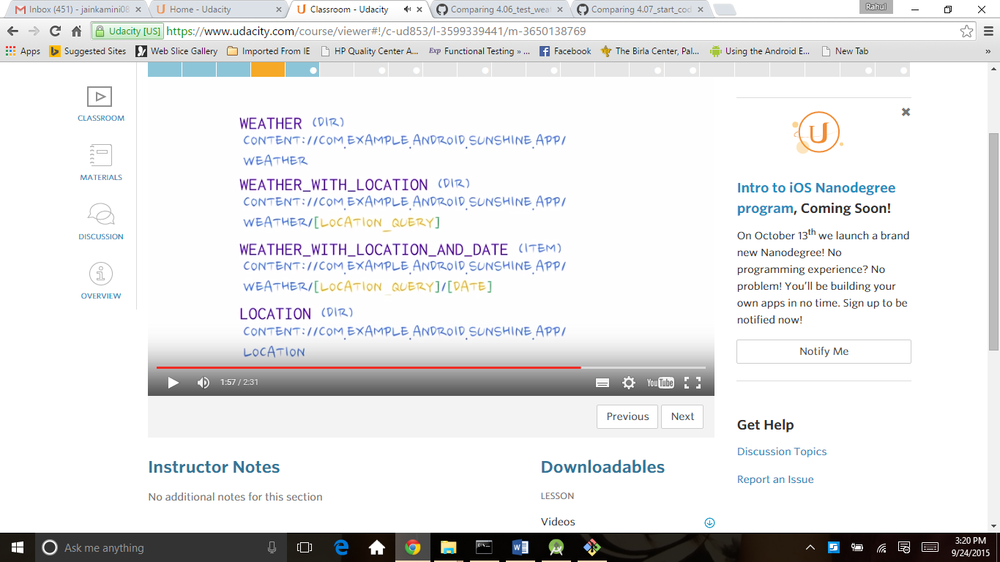 Inbox (451) - jainkamini08
Home - Udacity
Classroom - Udacity
Comparing 4.06_test_wea
Comparing 4.07_start_cod
Rahul
Udacity [US] https://www.udacity.com/course/viewer#!/c-ud853/l-3599339441/m-3650138769
Apps Suggested Sites Web Slice Gallery Imported From IE HP Quality Center A... Exp Functional Testing » ... Facebook The Birla Center, Pal... Using the Android E... New Tab »
CLASSROOM
MATERIALS
DISCUSSION
OVERVIEW
WEATHER (DIR)
CONTENT://COM.EXAMPLE.ANDROID.SUNSHINE.APP/
WEATHER
WEATHER_WITH_LOCATION (DIR)
CONTENT://COM.EXAMPLE.ANDROID.SUNSHINE.APP/
WEATHER/[LOCATION_QUERY]
WEATHER_WITH_LOCATION_AND_DATE (ITEM)
CONTENT://COM.EXAMPLE.ANDROID.SUNSHINE.APP/
WEATHER/[LOCATION_QUERY]/[DATE]
LOCATION (DIR)
CONTENT://COM.EXAMPLE.ANDROID.SUNSHINE.APP/
LOCATION
1:57 / 2:31
YouTube
Previous
Next
Instructor Notes
No additional notes for this section
Downloadables
LESSON
Videos
U
Intro to iOS Nanodegree
program, Coming Soon!
On October 13th we launch a brand
new Nanodegree! No
programming experience? No
problem! You'll be building your
own apps in no time. Sign up to be
notified now!
Notify Me
Get Help
Discussion Topics
Report an Issue
Ask me anything
3:20 PM
9/24/2015